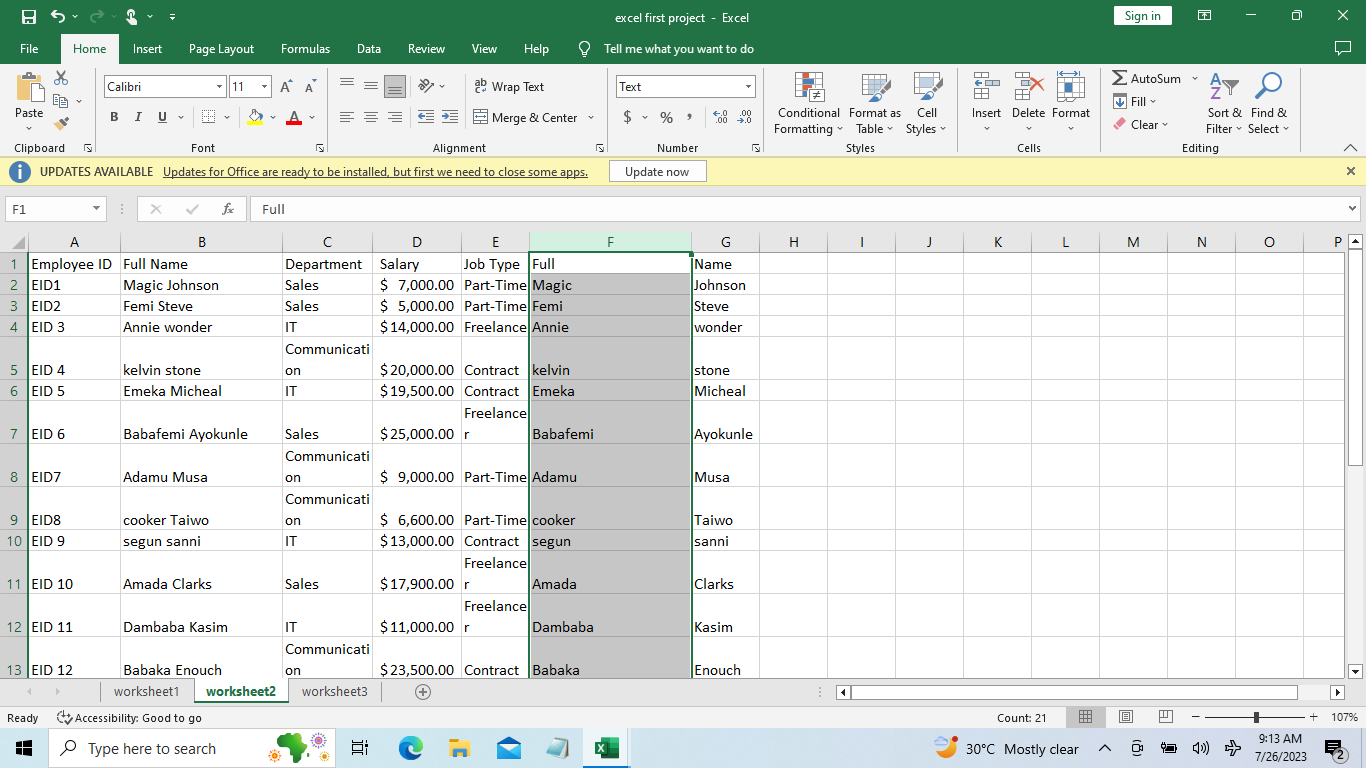 excel first project - Excel
Sign in
File Home Insert Page Layout Formulas Data Review View Help Tell me what you want to do
Paste
Clipboard
Calibri 11 A A
B I U A
Font
ab Wrap Text
Merge & Center
Alignment
Text
$ % ,
Number
Conditional Formatting
Format as Table
Cell Styles
Styles
Insert Delete Format
Cells
AutoSum
Fill
Clear
Sort & Filter
Find & Select
Editing
UPDATES AVAILABLE Updates for Office are ready to be installed, but first we need to close some apps. Update now
F1 fx Full
A B C D E F G H I J K L M N O P
1 Employee ID Full Name Department Salary Job Type Full Name
2 EID1 Magic Johnson Sales $ 7,000.00 Part-Time Magic Johnson
3 EID2 Femi Steve Sales $ 5,000.00 Part-Time Femi Steve
4 EID 3 Annie wonder IT $14,000.00 Freelance Annie wonder
Communicati
5 EID 4 kelvin stone on $20,000.00 Contract kelvin stone
6 EID 5 Emeka Micheal IT $19,500.00 Contract Emeka Micheal
Freelance
7 EID 6 Babafemi Ayokunle Sales $25,000.00 r Babafemi Ayokunle
Communicati
8 EID7 Adamu Musa on $ 9,000.00 Part-Time Adamu Musa
Communicati
9 EID8 cooker Taiwo on $ 6,600.00 Part-Time cooker Taiwo
10 EID 9 segun sanni IT $13,000.00 Contract segun sanni
Freelance
11 EID 10 Amada Clarks Sales $17,900.00 r Amada Clarks
Freelance
12 EID 11 Dambaba Kasim IT $11,000.00 r Dambaba Kasim
Communicati
13 EID 12 Babaka Enouch on $23,500.00 Contract Babaka Enouch
worksheet1 worksheet2 worksheet3
Ready Accessibility: Good to go Count: 21 107%
Type here to search 30°C Mostly clear 9:13 AM
7/26/2023 2